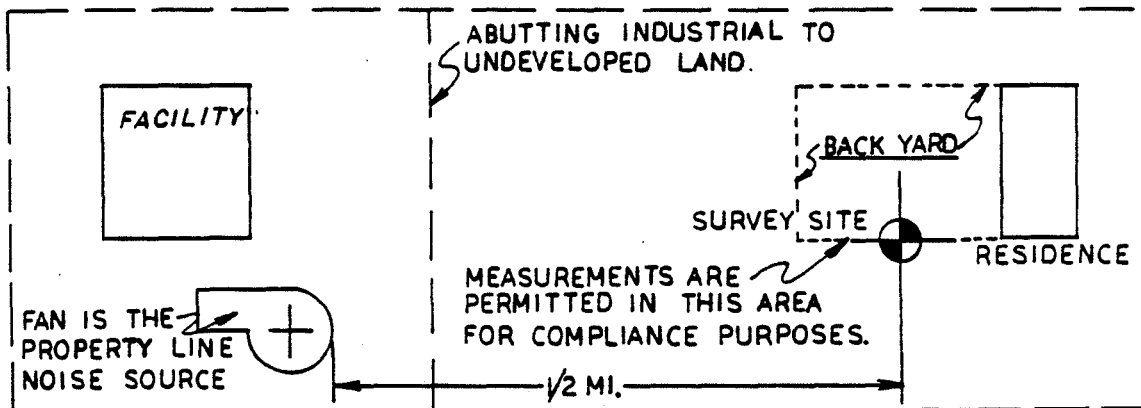 ABUTTING INDUSTRIAL TO
UNDEVELOPED LAND.
FACILITY
BACK YARD
SURVEY SITE
RESIDENCE
MEASUREMENTS ARE
PERMITTED IN THIS AREA
FOR COMPLIANCE PURPOSES.
FAN IS THE
PROPERTY LINE
NOISE SOURCE
1/2 MI.